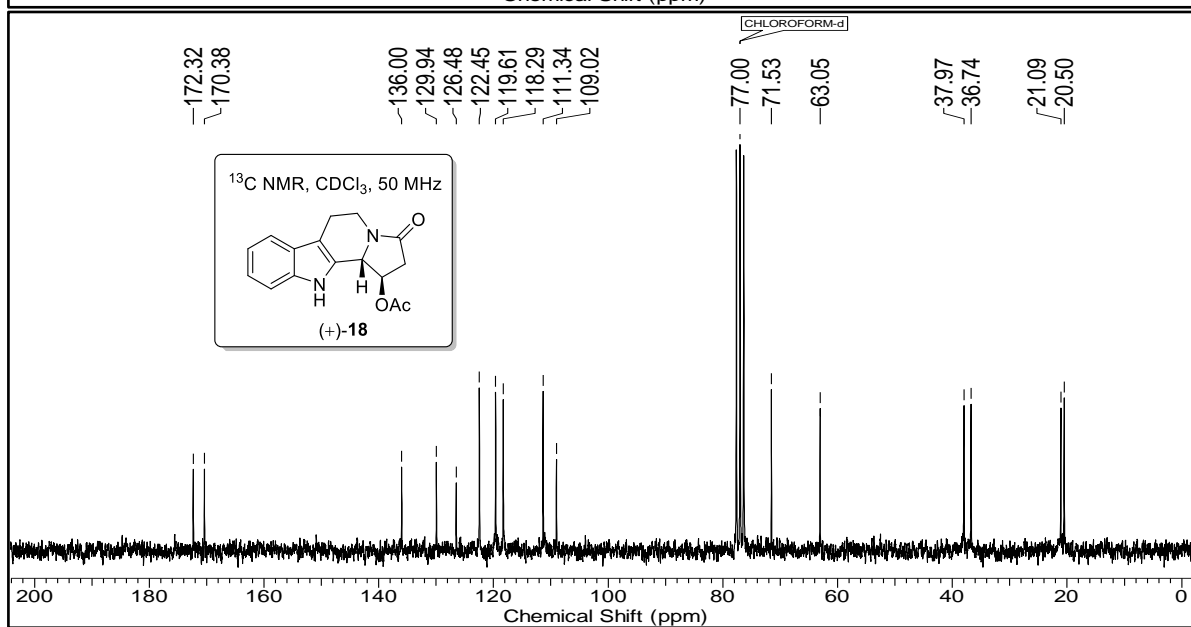 Chemical Shift (ppm)
CHLOROFORM-d
172.32
170.38
136.00
129.94
126.48
122.45
119.61
118.29
111.34
109.02
77.00
71.53
63.05
37.97
36.74
21.09
20.50
¹³C NMR, CDCl₃, 50 MHz
N
O
N
H
H
OAc
(+)-18
200 180 160 140 120 100 80 60 40 20 0
Chemical Shift (ppm)